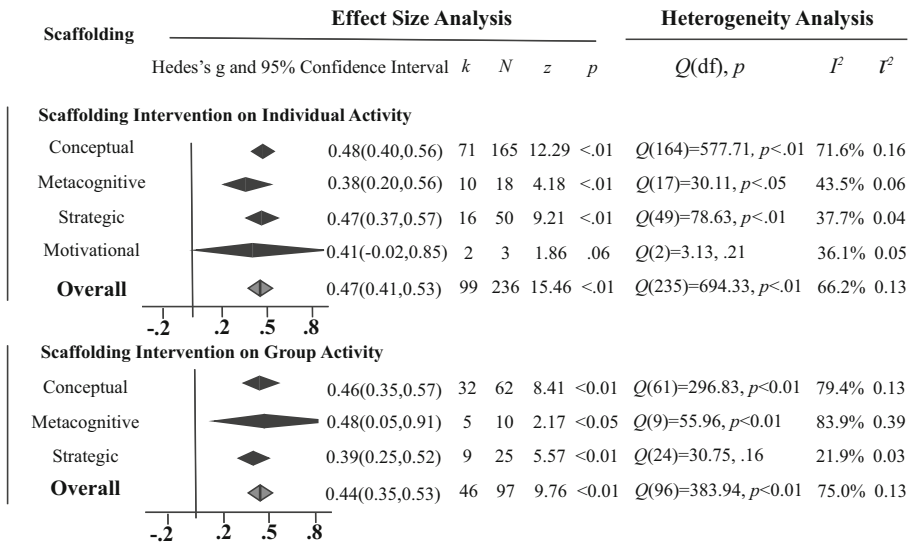 Scaffolding Effect Size Analysis Heterogeneity Analysis
Hedes's g and 95% Confidence Interval k N z p Q(df), p I² τ²
Scaffolding Intervention on Individual Activity
Conceptual 0.48(0.40,0.56) 71 165 12.29 <.01 Q(164)=577.71, p<.01 71.6% 0.16
Metacognitive 0.38(0.20,0.56) 10 18 4.18 <.01 Q(17)=30.11, p<.05 43.5% 0.06
Strategic 0.47(0.37,0.57) 16 50 9.21 <.01 Q(49)=78.63, p<.01 37.7% 0.04
Motivational 0.41(-0.02,0.85) 2 3 1.86 .06 Q(2)=3.13, .21 36.1% 0.05
Overall 0.47(0.41,0.53) 99 236 15.46 <.01 Q(235)=694.33, p<.01 66.2% 0.13
-.2 .2 .5 .8
Scaffolding Intervention on Group Activity
Conceptual 0.46(0.35,0.57) 32 62 8.41 <0.01 Q(61)=296.83, p<0.01 79.4% 0.13
Metacognitive 0.48(0.05,0.91) 5 10 2.17 <0.05 Q(9)=55.96, p<0.01 83.9% 0.39
Strategic 0.39(0.25,0.52) 9 25 5.57 <0.01 Q(24)=30.75, .16 21.9% 0.03
Overall 0.44(0.35,0.53) 46 97 9.76 <0.01 Q(96)=383.94, p<0.01 75.0% 0.13
-.2 .2 .5 .8